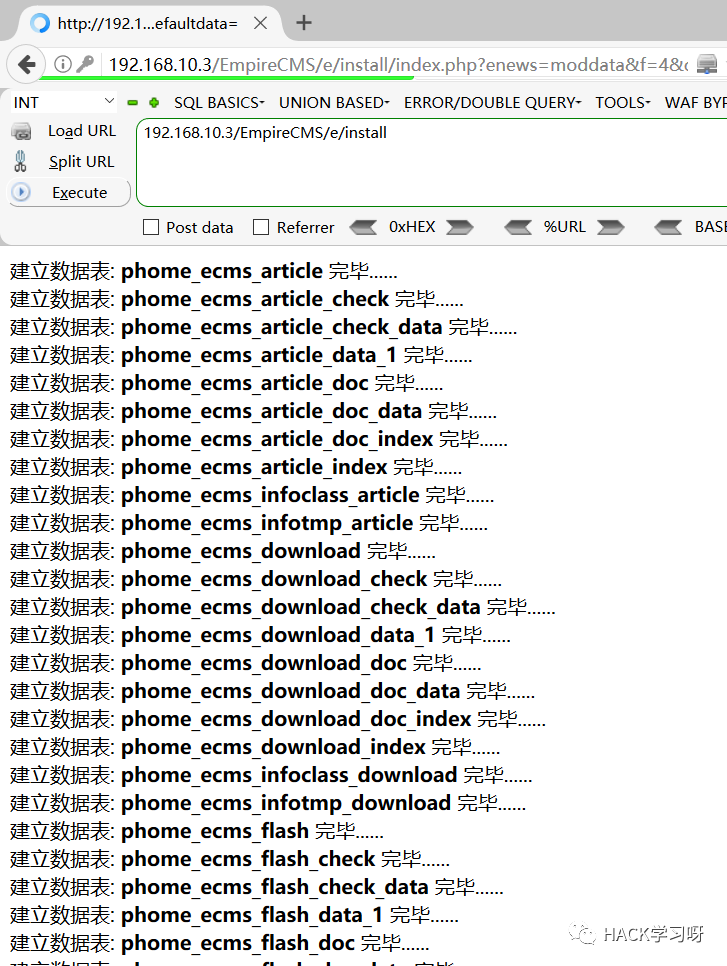 http://192.1...efaultdata=
192.168.10.3/EmpireCMS/e/install/index.php?enews=moddata&f=4&
INT SQL BASICS UNION BASED ERROR/DOUBLE QUERY TOOLS WAF BYP
Load URL
Split URL
Execute
192.168.10.3/EmpireCMS/e/install
Post data Referrer 0xHEX %URL BASE
建立数据表: phome_ecms_article 完毕......
建立数据表: phome_ecms_article_check 完毕......
建立数据表: phome_ecms_article_check_data 完毕......
建立数据表: phome_ecms_article_data_1 完毕......
建立数据表: phome_ecms_article_doc 完毕......
建立数据表: phome_ecms_article_doc_data 完毕......
建立数据表: phome_ecms_article_doc_index 完毕......
建立数据表: phome_ecms_article_index 完毕......
建立数据表: phome_ecms_infoclass_article 完毕......
建立数据表: phome_ecms_infotmp_article 完毕......
建立数据表: phome_ecms_download 完毕......
建立数据表: phome_ecms_download_check 完毕......
建立数据表: phome_ecms_download_check_data 完毕......
建立数据表: phome_ecms_download_data_1 完毕......
建立数据表: phome_ecms_download_doc 完毕......
建立数据表: phome_ecms_download_doc_data 完毕......
建立数据表: phome_ecms_download_doc_index 完毕......
建立数据表: phome_ecms_download_index 完毕......
建立数据表: phome_ecms_infoclass_download 完毕......
建立数据表: phome_ecms_infotmp_download 完毕......
建立数据表: phome_ecms_flash 完毕......
建立数据表: phome_ecms_flash_check 完毕......
建立数据表: phome_ecms_flash_check_data 完毕......
建立数据表: phome_ecms_flash_data_1 完毕......
建立数据表: phome_ecms_flash_doc 完毕......
HACK学习呀